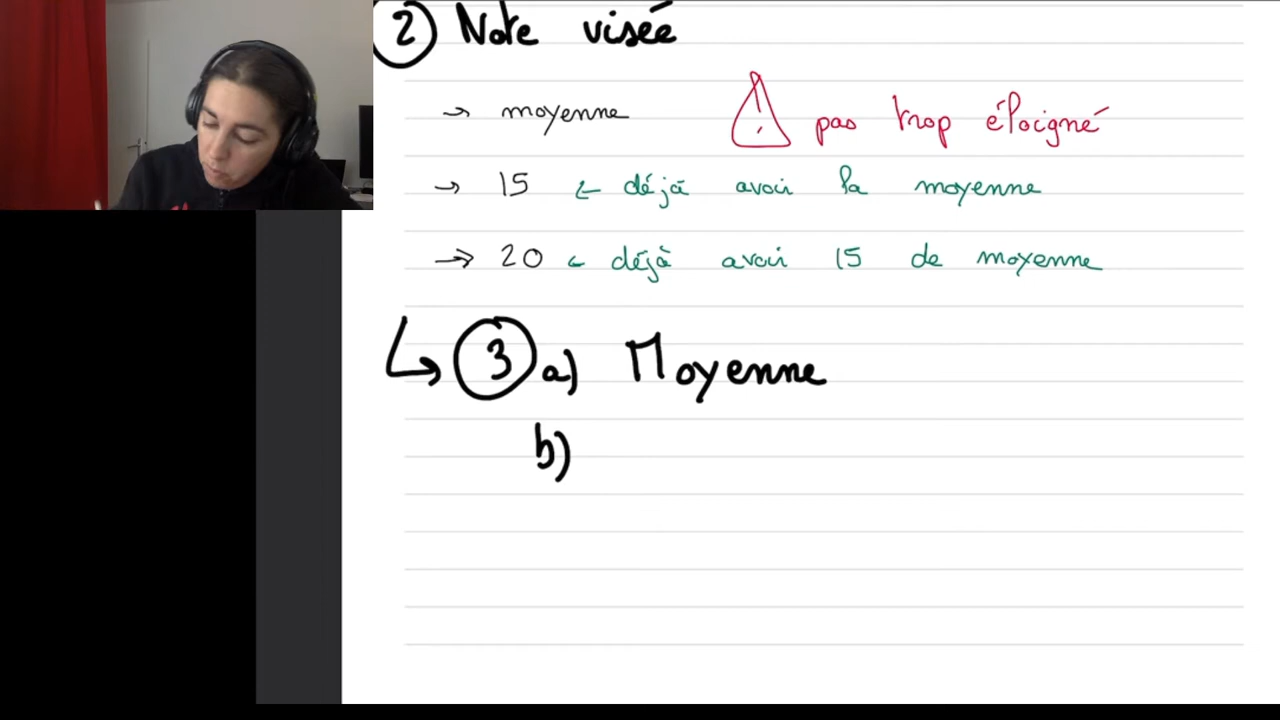 2 Note visée
→ moyenne ! pas trop éloigné
→ 15 ← déjà avoir la moyenne
→ 20 ← déjà avoir 15 de moyenne
↳ 3 a) Moyenne
b)